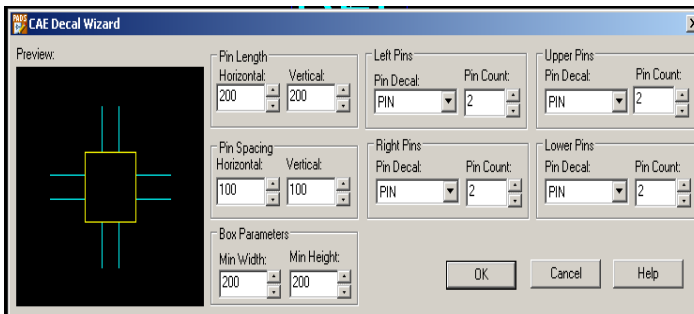 PADS
CAE Decal Wizard
Preview:
Pin Length
Horizontal: Vertical:
200 200
Pin Spacing
Horizontal: Vertical:
100 100
Box Parameters
Min Width: Min Height:
200 200
Left Pins
Pin Decal: Pin Count:
PIN 2
Right Pins
Pin Decal: Pin Count:
PIN 2
Upper Pins
Pin Decal: Pin Count:
PIN 2
Lower Pins
Pin Decal: Pin Count:
PIN 2
OK Cancel Help